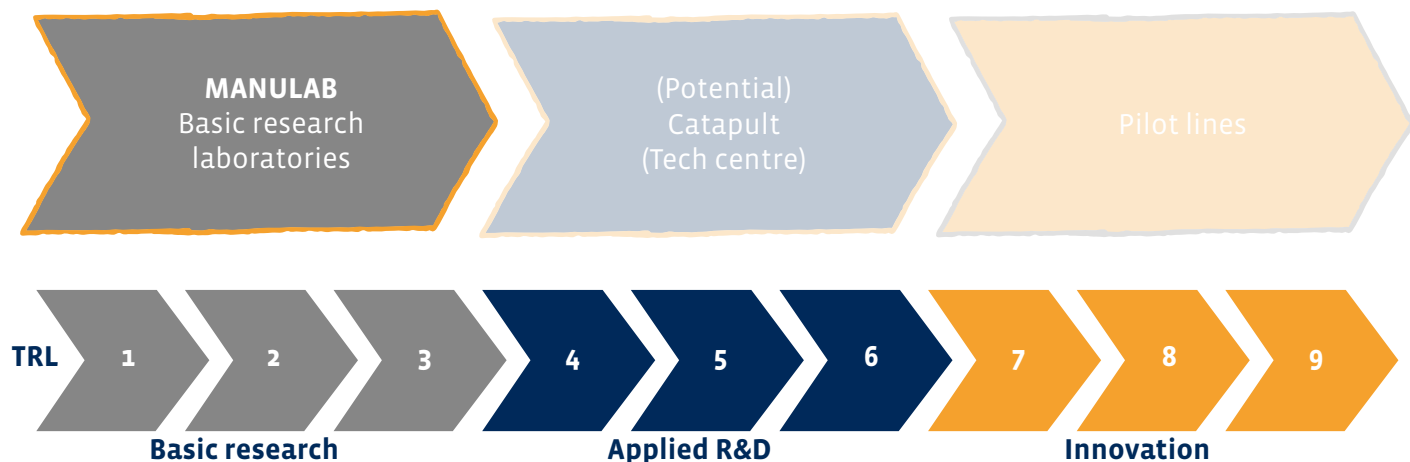 MANULAB
Basic research
laboratories
(Potential)
Catapult
(Tech centre)
Pilot lines
TRL 1 2 3 4 5 6 7 8 9
Basic research Applied R&D Innovation